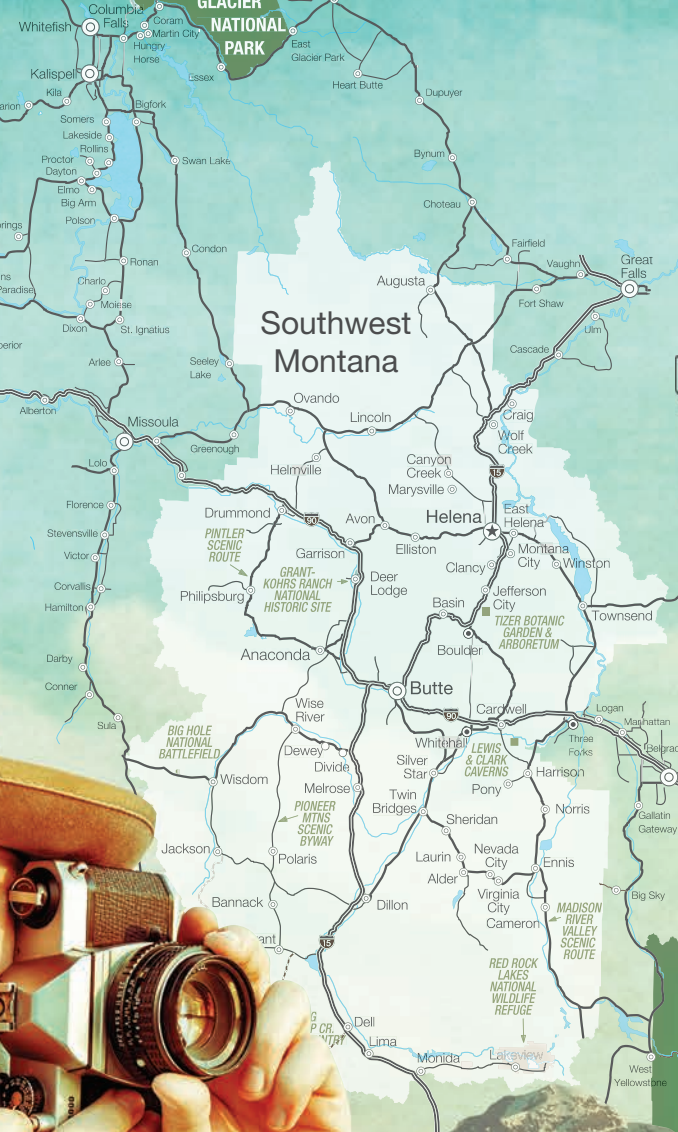 GLACIER
NATIONAL
PARK
Columbia
Falls
Whitefish
Coram
Martin City
Hungry
Horse
East
Glacier Park
Kalispell
Essex
Heart Butte
Kila
Dupuyer
Bigfork
Somers
Lakeside
Rollins
Proctor
Dayton
Swan Lake
Bynum
Elmo
Big Arm
Choteau
Polson
Condon
Fairfield
Ronan
Vaughn
Great
Falls
Augusta
Charlo
Paradise
Moiese
Fort Shaw
Dixon
St. Ignatius
Ulm
Southwest
Montana
Cascade
Arlee
Seeley
Lake
Alberton
Ovando
Lincoln
Craig
Missoula
Wolf
Creek
Greenough
Lolo
Helmville
Canyon
Creek
15
Marysville
Florence
Drummond
90
Avon
Helena
East
Helena
Stevensville
PINTLER
SCENIC
ROUTE
Garrison
Elliston
Montana
City
Victor
Clancy
Winston
GRANT-
KOHRS RANCH
NATIONAL
HISTORIC SITE
Deer
Lodge
Corvallis
Philipsburg
Jefferson
City
Hamilton
Basin
Townsend
TIZER BOTANIC
GARDEN &
ARBORETUM
Boulder
Anaconda
Darby
Conner
Butte
Wise
River
Cardwell
Logan
90
Manhattan
Sula
BIG HOLE
NATIONAL
BATTLEFIELD
Whitehall
Three
Forks
Dewey
LEWIS
& CLARK
CAVERNS
Divide
Silver
Star
Harrison
Wisdom
Melrose
Pony
Twin
Bridges
Norris
PIONEER
MTNS
SCENIC
BYWAY
Sheridan
Gallatin
Gateway
Jackson
Polaris
Laurin
Nevada
City
Ennis
Alder
Virginia
City
Big Sky
Bannack
Dillon
Cameron
MADISON
RIVER
VALLEY
SCENIC
ROUTE
15
RED ROCK
LAKES
NATIONAL
WILDLIFE
REFUGE
Dell
Lima
Monida
Lakeview
West
Yellowstone